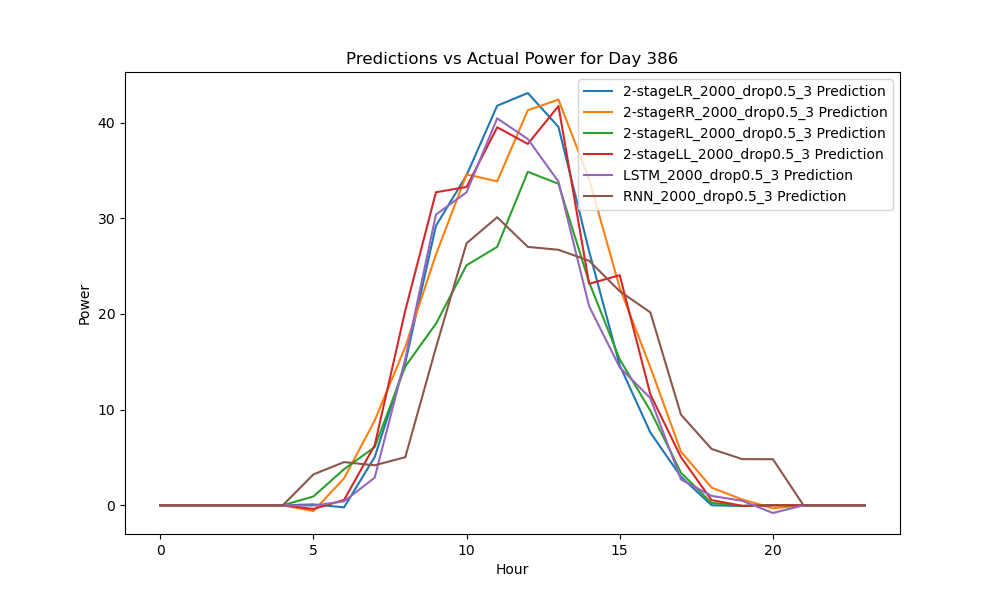 Predictions vs Actual Power for Day 386
2-stageLR_2000_drop0.5_3 Prediction
2-stageRR_2000_drop0.5_3 Prediction
2-stageRL_2000_drop0.5_3 Prediction
2-stageLL_2000_drop0.5_3 Prediction
LSTM_2000_drop0.5_3 Prediction
RNN_2000_drop0.5_3 Prediction
Power
40
30
20
10
0
0 5 10 15 20
Hour